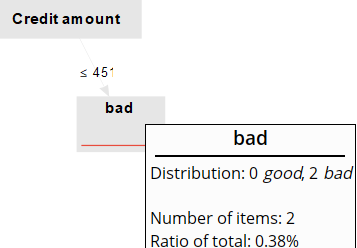 Credit amount
≤ 451
bad
bad
Distribution: 0 good, 2 bad
Number of items: 2
Ratio of total: 0.38%